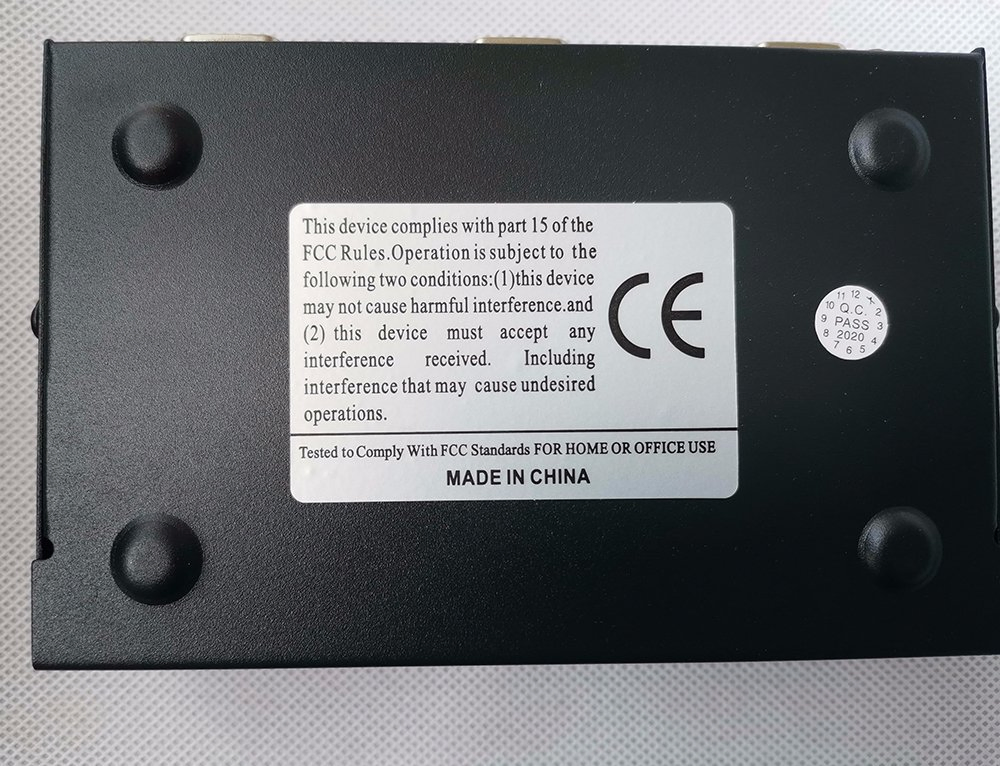 This device complies with part 15 of the
FCC Rules.Operation is subject to the
following two conditions:(1)this device
may not cause harmful interference.and
(2) this device must accept any
interference received. Including
interference that may cause undesired
operations.
CE
Tested to Comply With FCC Standards FOR HOME OR OFFICE USE
MADE IN CHINA
11 12 2
10 Q.C.
9 PASS 3
8 2020 4
7 6 5